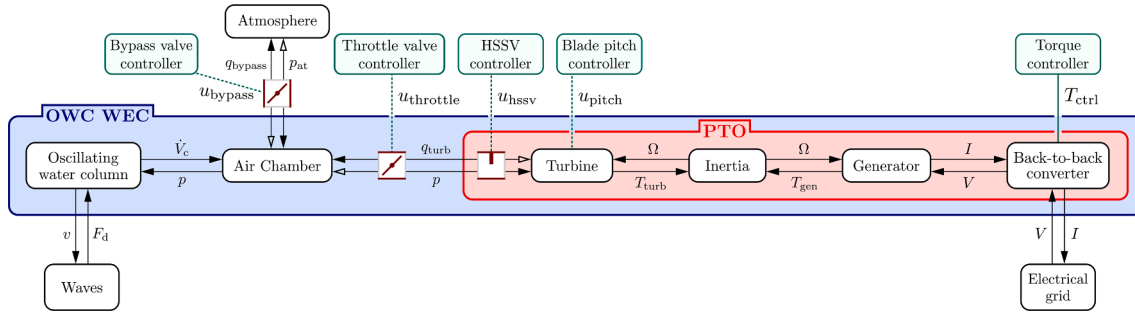 Atmosphere
Bypass valve
controller
Throttle valve
controller
HSSV
controller
Blade pitch
controller
Torque
controller
q_bypass
p_at
u_bypass
u_throttle
u_hssv
u_pitch
T_ctrl
OWC WEC
PTO
Oscillating
water column
V̇_c
p
Air Chamber
q_turb
p
Turbine
Ω
T_turb
Inertia
Ω
T_gen
Generator
I
V
Back-to-back
converter
v
F_d
V
I
Waves
Electrical
grid